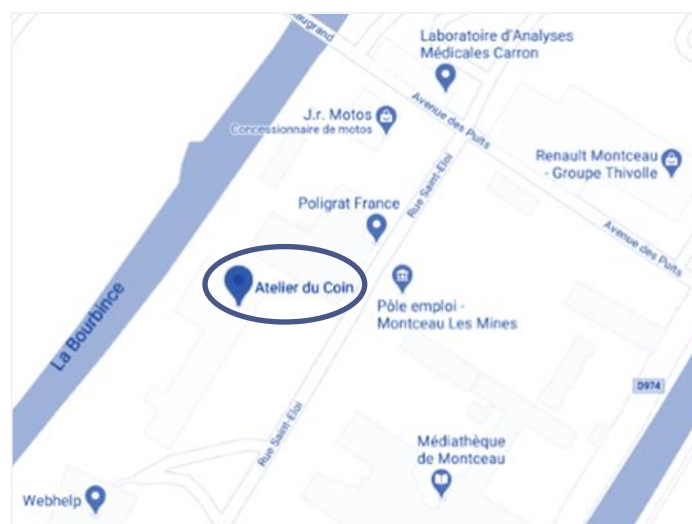 augrand
Laboratoire d'Analyses
Médicales Carron
Avenue des Puits
J.r. Motos
Concessionnaire de motos
Rue Saint-Eloi
Renault Montceau
- Groupe Thivolle
Poligrat France
Avenue des Puits
Atelier du Coin
Pôle emploi -
Montceau Les Mines
La Bourbince
D974
Rue Saint-Eloi
Médiathèque
de Montceau
Webhelp